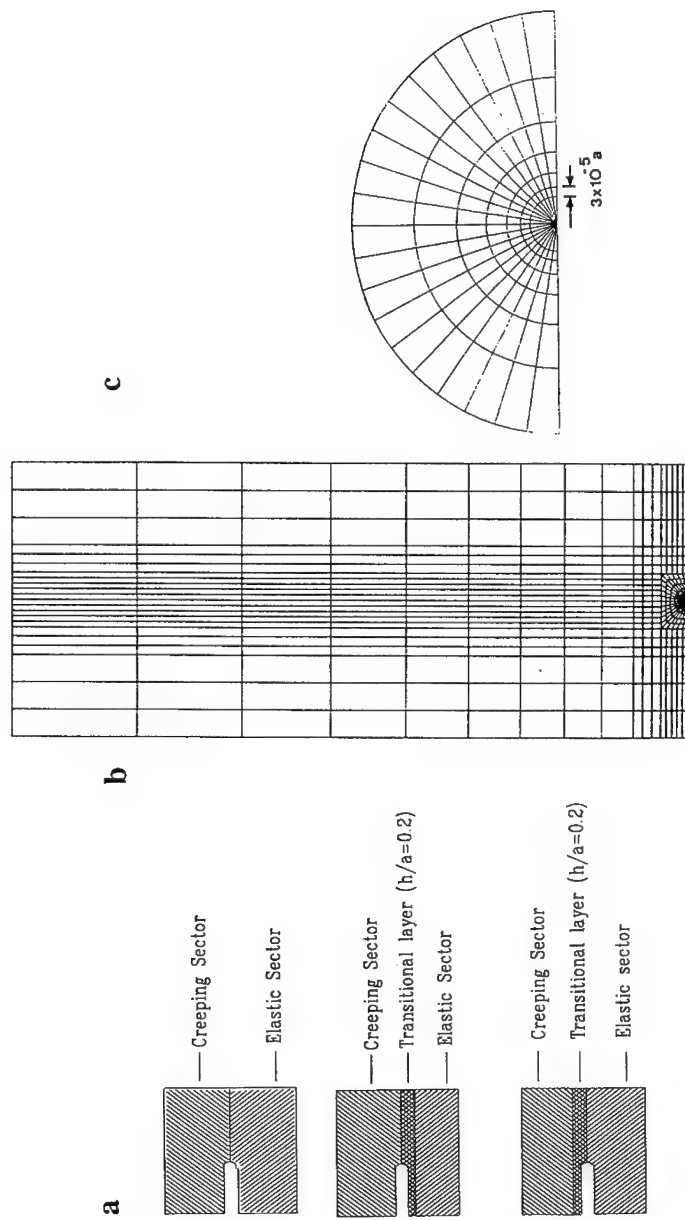 a
Creeping Sector
Elastic Sector
Creeping Sector
Transitional layer (h/a=0.2)
Elastic Sector
Creeping Sector
Transitional layer (h/a=0.2)
Elastic sector
b
c
3x10⁻⁵a